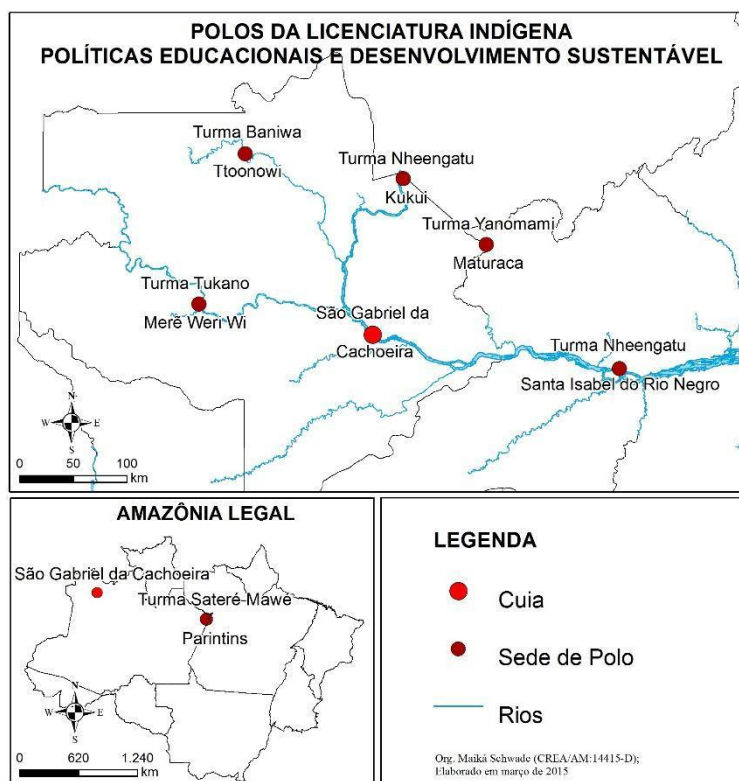 POLOS DA LICENCIATURA INDÍGENA
POLÍTICAS EDUCACIONAIS E DESENVOLVIMENTO SUSTENTÁVEL
Turma Baniwa
Ttoonowi
Turma Nheengatu
Kukui
Turma Yanomami
Maturaca
Turma Tukano
Merẽ Weri Wi
São Gabriel da
Cachoeira
Turma Nheengatu
Santa Isabel do Rio Negro
N
W E
S
0 50 100
km
AMAZÔNIA LEGAL
São Gabriel da Cachoeira
Turma Sateré-Mawé
Parintins
N
W E
S
0 620 1.240
km
LEGENDA
Cuia
Sede de Polo
Rios
Org. Maiká Schwade (CREA/AM:14415-D);
Elaborado em março de 2015